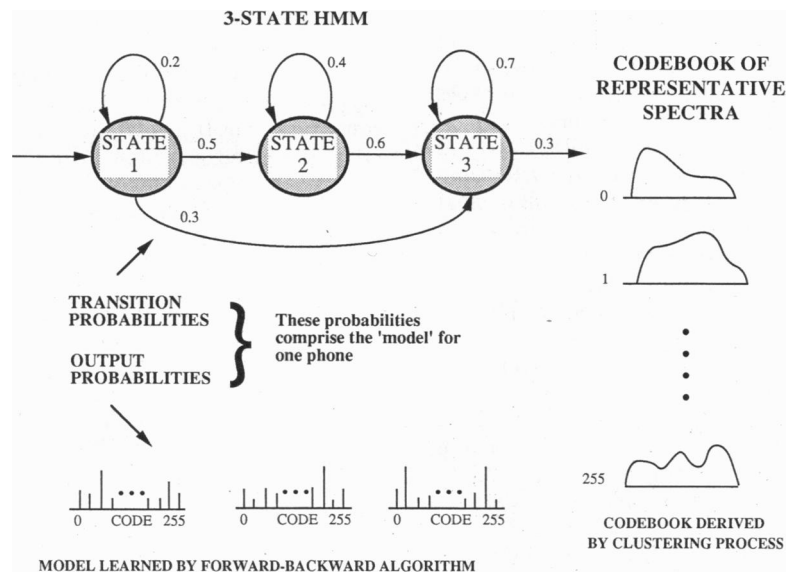 3-STATE HMM
0.2
0.4
0.7
STATE
1
0.5
STATE
2
0.6
STATE
3
0.3
0.3
CODEBOOK OF
REPRESENTATIVE
SPECTRA
0
1
255
CODEBOOK DERIVED
BY CLUSTERING PROCESS
TRANSITION
PROBABILITIES
OUTPUT
PROBABILITIES
These probabilities
comprise the 'model' for
one phone
0 CODE 255
0 CODE 255
0 CODE 255
MODEL LEARNED BY FORWARD-BACKWARD ALGORITHM